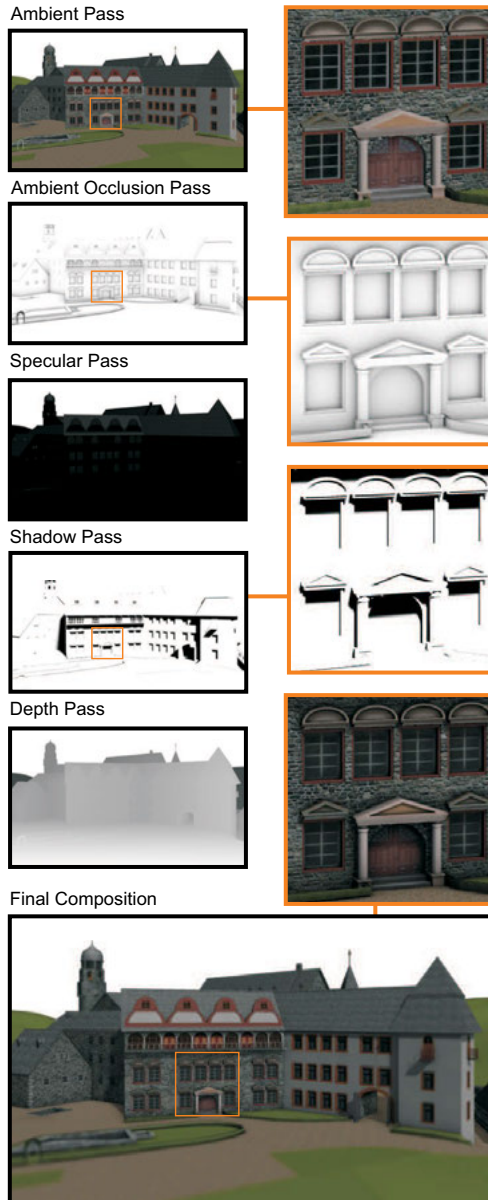 Ambient Pass
Ambient Occlusion Pass
Specular Pass
Shadow Pass
Depth Pass
Final Composition